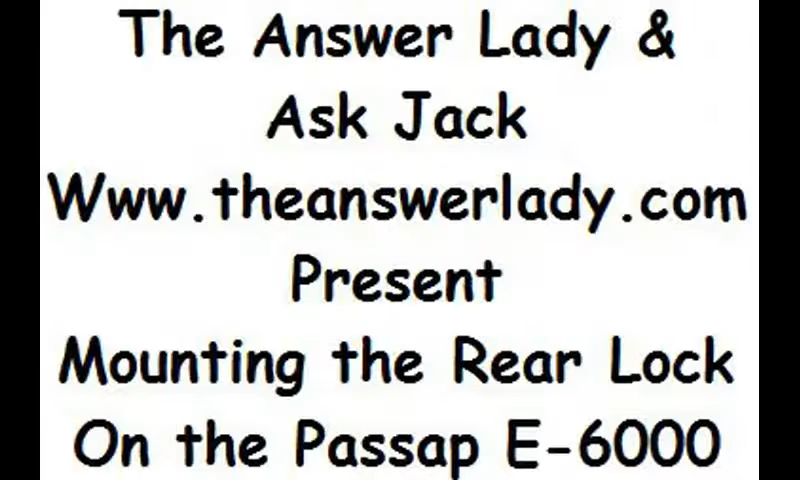 The Answer Lady &
Ask Jack
Www.theanswerlady.com
Present
Mounting the Rear Lock
On the Passap E-6000